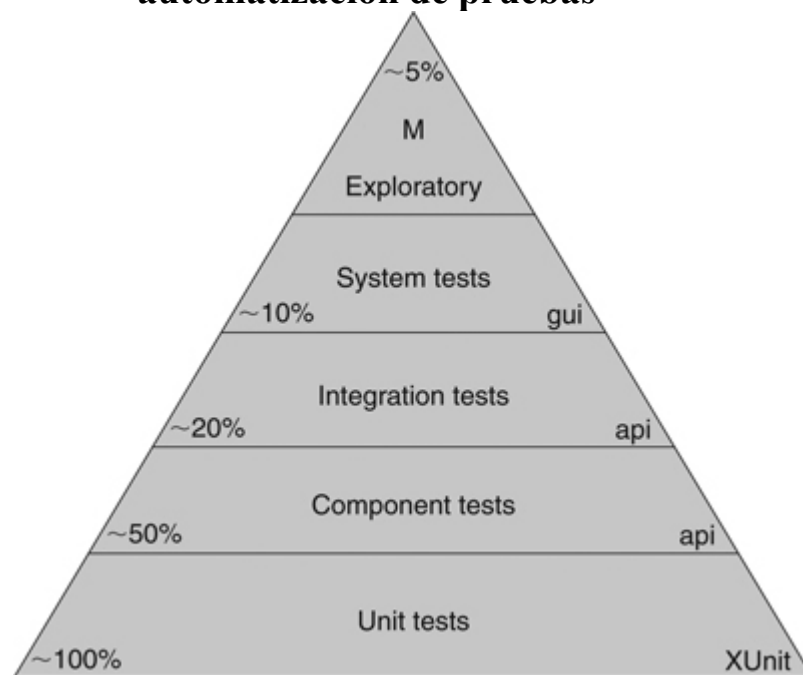 automatización de pruebas
~5%
M
Exploratory
System tests
~10% gui
Integration tests
~20% api
Component tests
~50% api
Unit tests
~100% XUnit